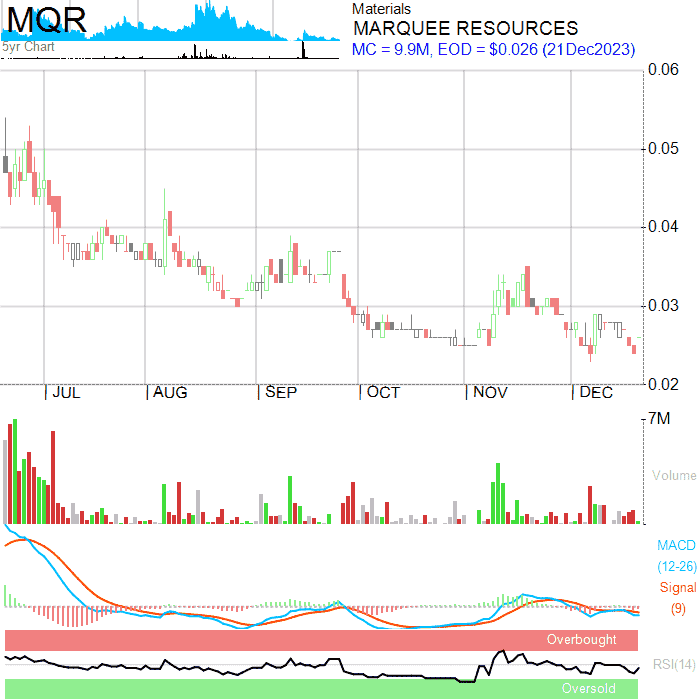 MQR
5yr Chart
Materials
MARQUEE RESOURCES
MC = 9.9M, EOD = $0.026 (21Dec2023)
0.06
0.05
0.04
0.03
0.02
JUL
AUG
SEP
OCT
NOV
DEC
7M
Volume
MACD
(12-26)
Signal
(9)
Overbought
RSI(14)
Oversold